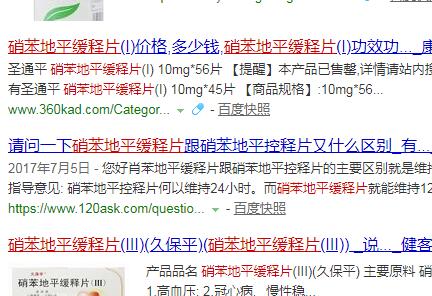 硝苯地平缓释片(I)价格,多少钱,硝苯地平缓释片(I)功效功..._康
圣通平 硝苯地平缓释片(I) 10mg*56片 【提醒】本产品已售罄,详情请站内搜
有圣通平 硝苯地平缓释片(I) 10mg*45片 【商品规格】:10mg*56...
www.360kad.com/Categor... - 百度快照
请问一下硝苯地平缓释片跟硝苯地平控释片又什么区别_有..._
2017年7月5日 - 您好肖苯地平缓释片跟硝苯地平控释片的主要区别就是维持
指导意见: 硝苯地平控释片何以维持24小时。而硝苯地平缓释片就能维持12
https://www.120ask.com/questio... - 百度快照
硝苯地平缓释片(III)(久保平)(硝苯地平缓释片(III))_说..._健客
产品品名 硝苯地平缓释片(III)(久保平) 主要原料 硝
硝苯地平缓释片(III)
1.高血压; 2.冠心病、慢性稳...